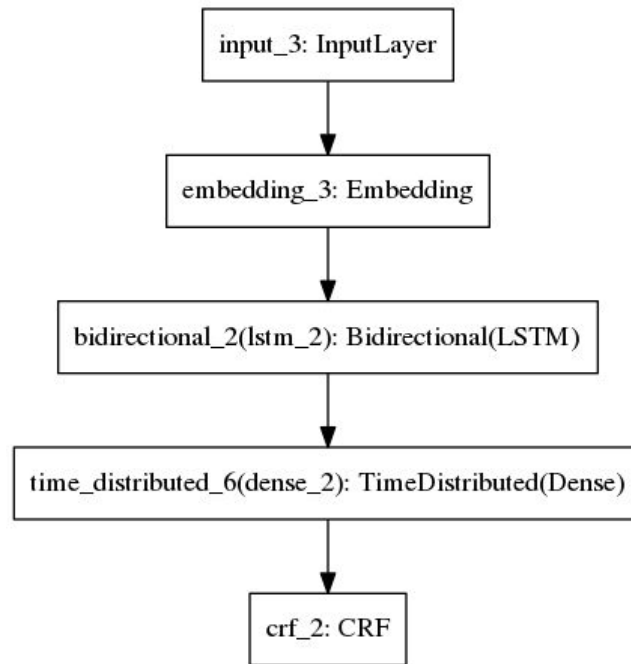 input_3: InputLayer
embedding_3: Embedding
bidirectional_2(lstm_2): Bidirectional(LSTM)
time_distributed_6(dense_2): TimeDistributed(Dense)
crf_2: CRF